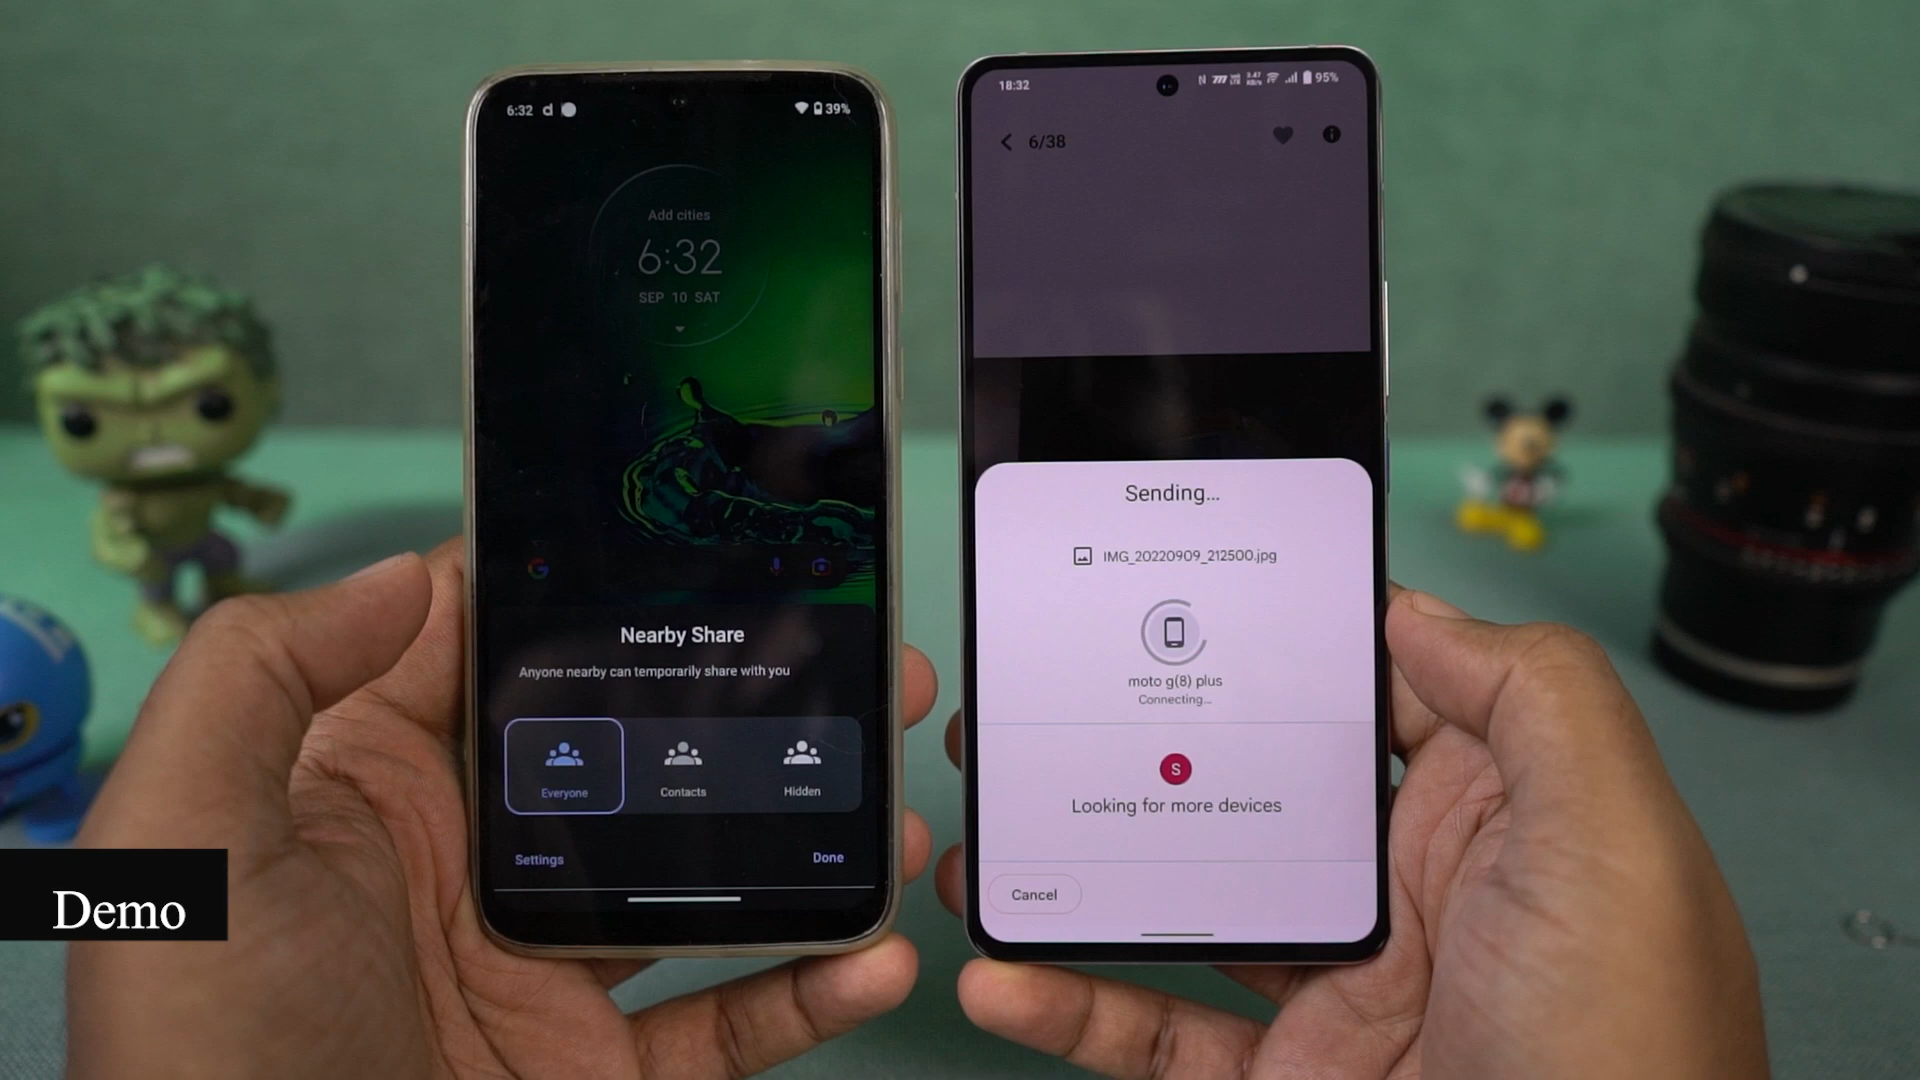 6:32 d
39%
Add cities
6:32
SEP 10 SAT
G
Nearby Share
Anyone nearby can temporarily share with you
Everyone
Contacts
Hidden
Settings
Done
18:32
95%
6/38
Sending...
IMG_20220909_212500.jpg
moto g(8) plus
Connecting...
S
Looking for more devices
Cancel
Demo